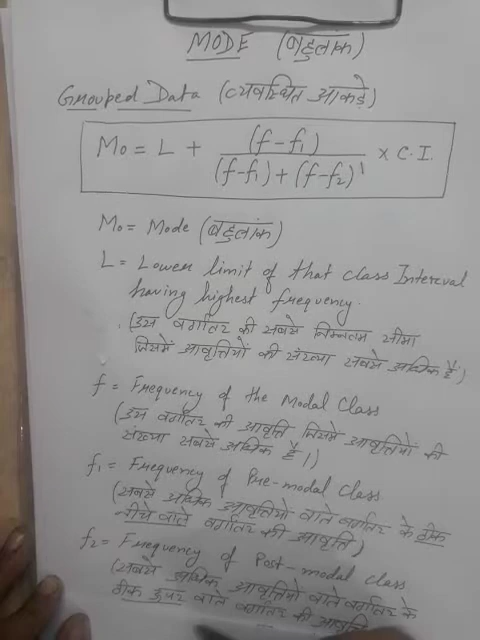 MODE (बहुलांक)
Grouped Data (व्यवस्थित आकड़े)
Mo = L + (f-f₁) / (f-f₁)+(f-f₂) × C.I.
Mo = Mode (बहुलांक)
L = Lower limit of that class Interval
having highest frequency.
(उस वर्गांतर की सबसे निम्नतम सीमा
जिसमे आवृत्तियों की संख्या सबसे अधिक है)
f = Frequency of the Modal Class
(उस वर्गांतर की आवृत्ति जिसमे आवृत्तियों की
संख्या सबसे अधिक है।)
f₁ = Frequency of Pre-modal Class
(सबसे अधिक आवृत्तियो वाले वर्गांतर के ठीक
नीचे वाले वर्गांतर की आवृत्ति)
f₂ = Frequency of Post-modal class
(सबसे अधिक आवृत्तियो वाले वर्गांतर के
ठीक ऊपर वाले वर्गांतर की आवृत्ति